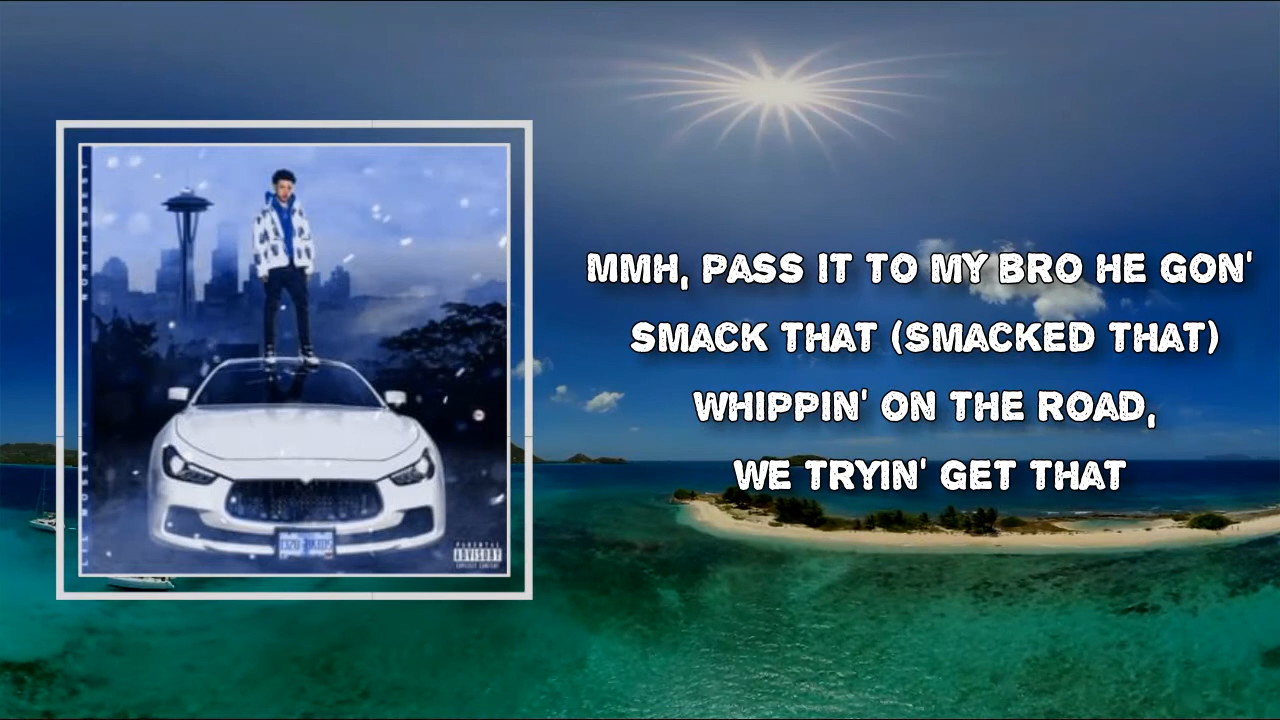 MMH, PASS IT TO MY BRO HE GON'
SMACK THAT (SMACKED THAT)
WHIPPIN' ON THE ROAD,
WE TRYIN' GET THAT
PARENTAL
ADVISORY
EXPLICIT CONTENT